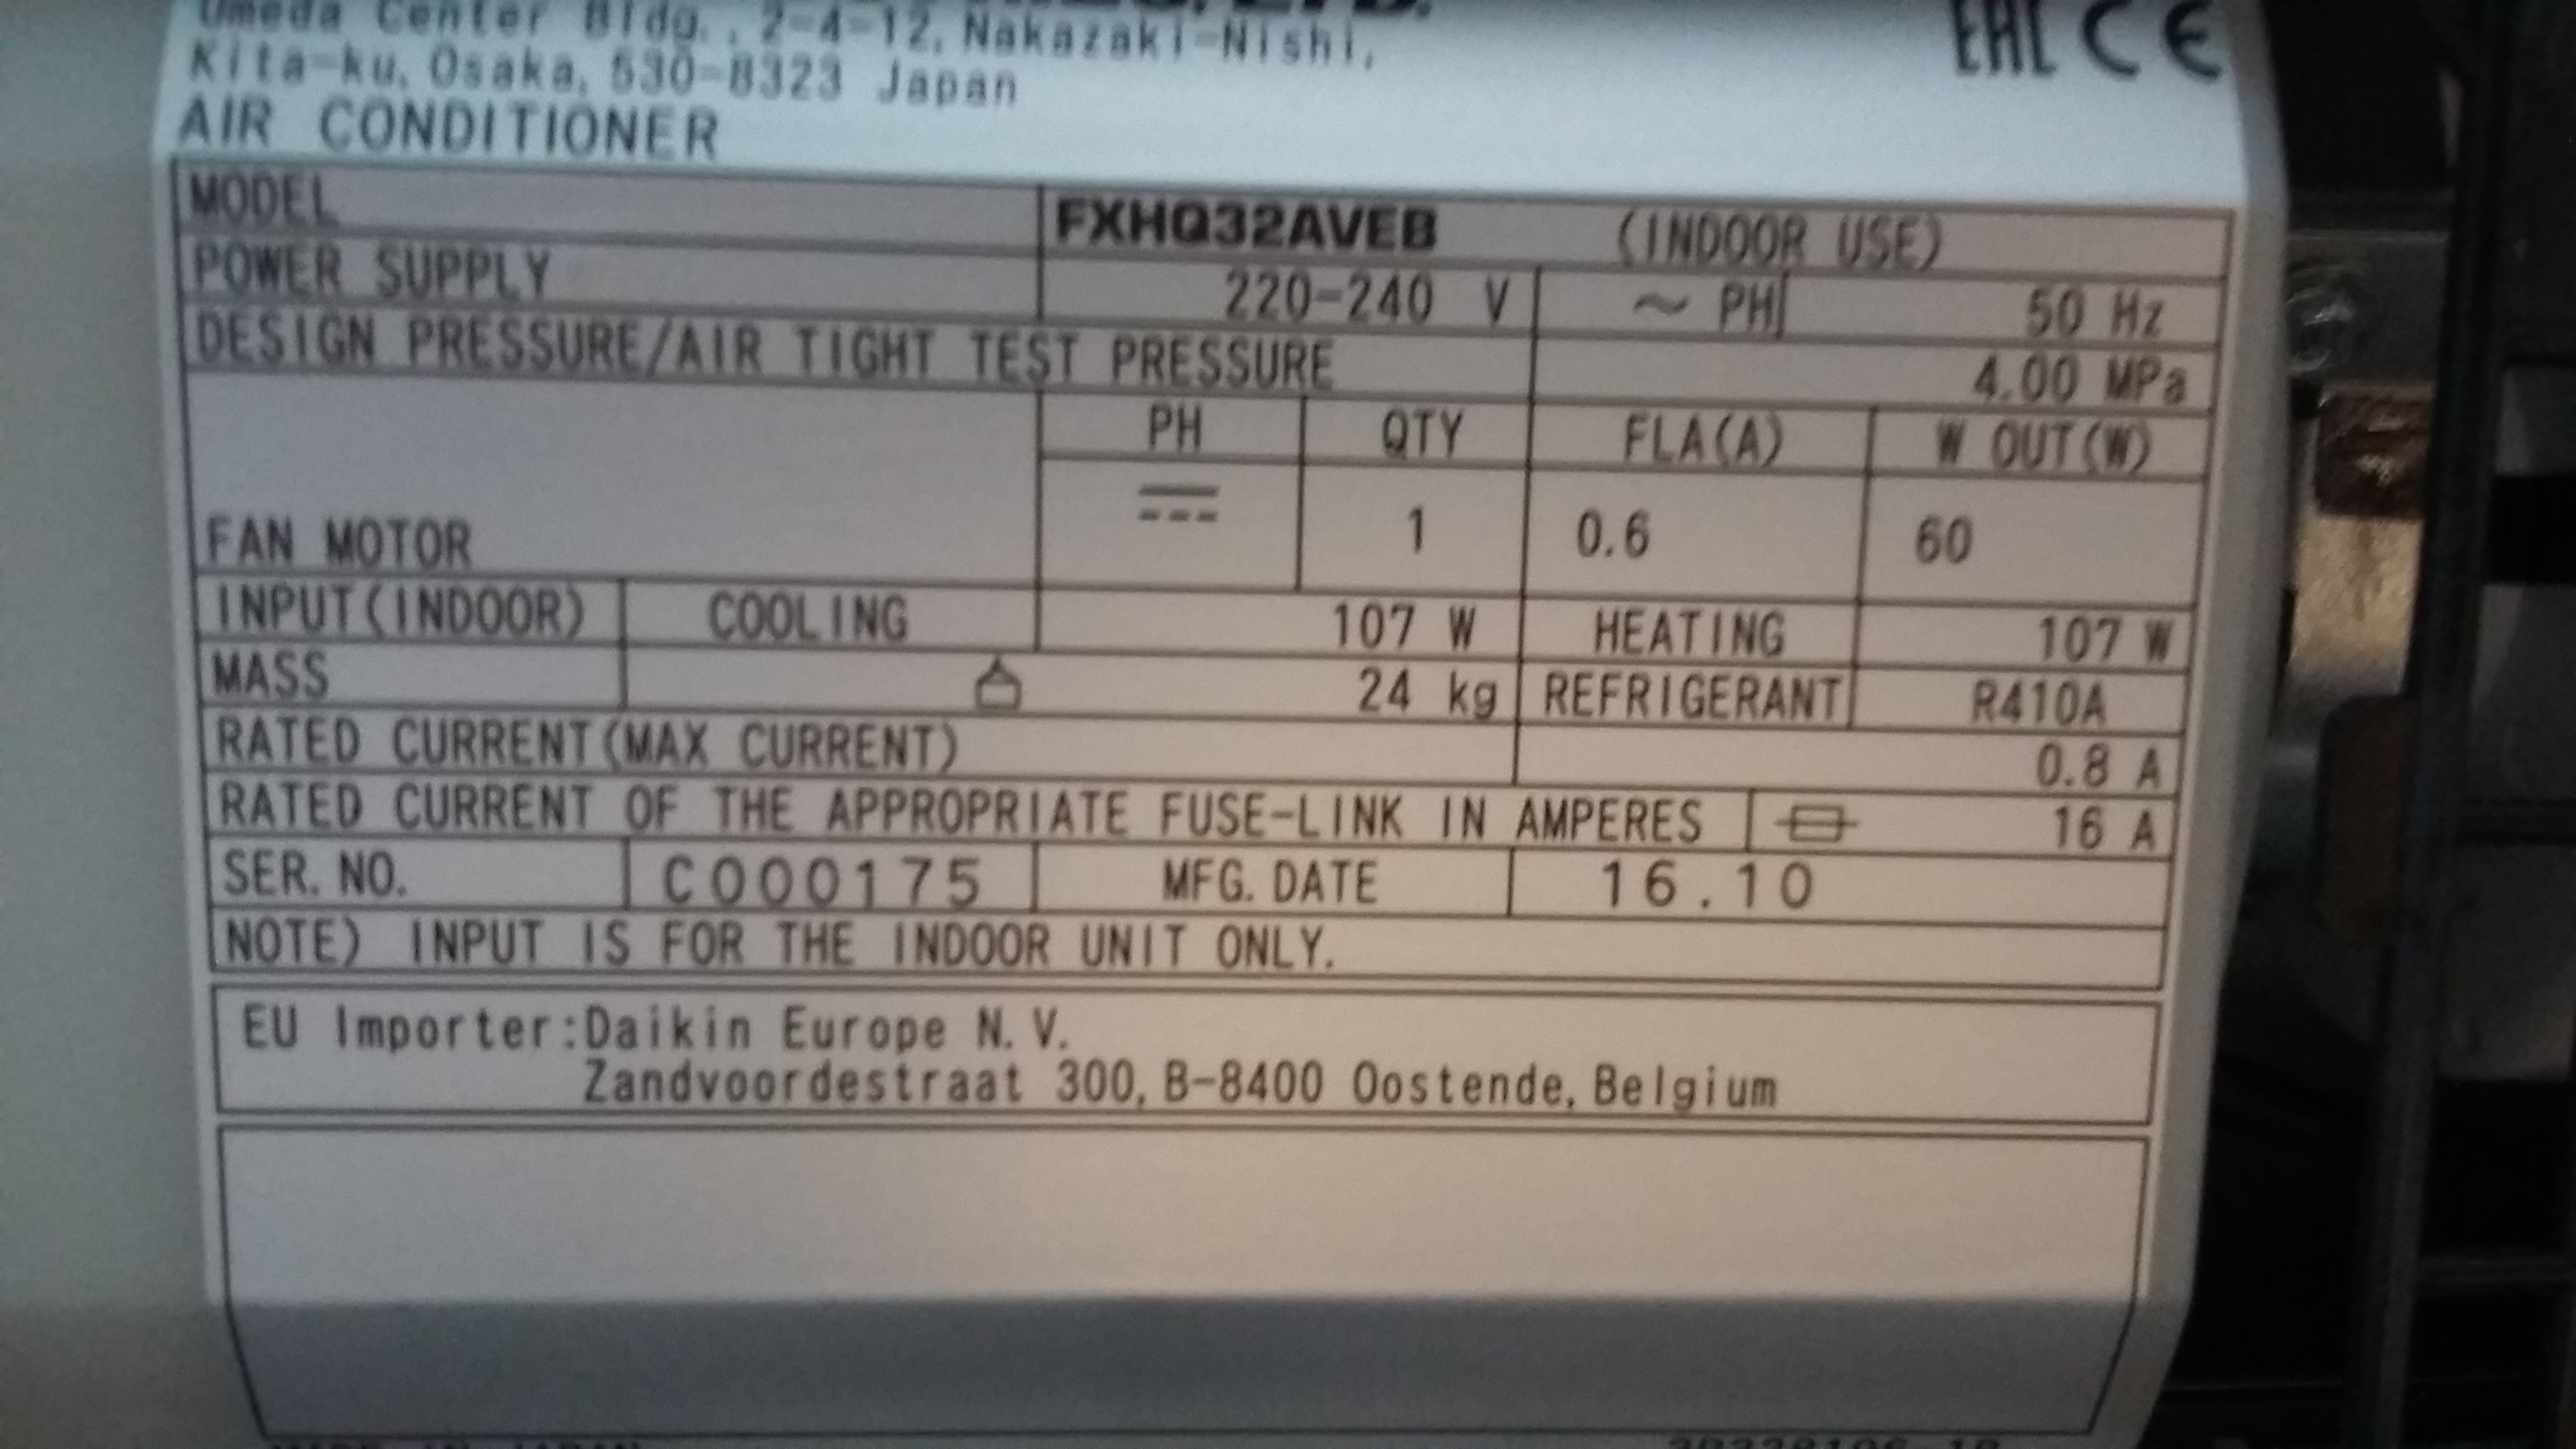 Umeda Center Bldg., 2-4-12, Nakazaki-Nishi,
Kita-ku, Osaka, 530-8323 Japan
EAC CE
AIR CONDITIONER
MODEL FXHQ32AVEB (INDOOR USE)
POWER SUPPLY 220-240 V ~ PH 50 Hz
DESIGN PRESSURE/AIR TIGHT TEST PRESSURE 4.00 MPa
PH QTY FLA(A) W OUT(W)
FAN MOTOR 1 0.6 60
INPUT(INDOOR) COOLING 107 W HEATING 107 W
MASS 24 kg REFRIGERANT R410A
RATED CURRENT(MAX CURRENT) 0.8 A
RATED CURRENT OF THE APPROPRIATE FUSE-LINK IN AMPERES 16 A
SER. NO. C000175 MFG. DATE 16.10
NOTE) INPUT IS FOR THE INDOOR UNIT ONLY.
EU Importer:Daikin Europe N.V.
Zandvoordestraat 300, B-8400 Oostende, Belgium